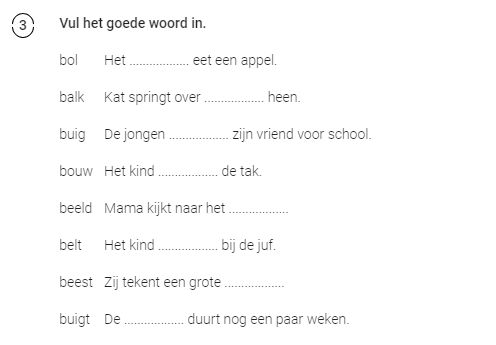 3 Vul het goede woord in.
bol Het .................. eet een appel.
balk Kat springt over .................. heen.
buig De jongen .................. zijn vriend voor school.
bouw Het kind .................. de tak.
beeld Mama kijkt naar het ..................
belt Het kind .................. bij de juf.
beest Zij tekent een grote ..................
buigt De .................. duurt nog een paar weken.